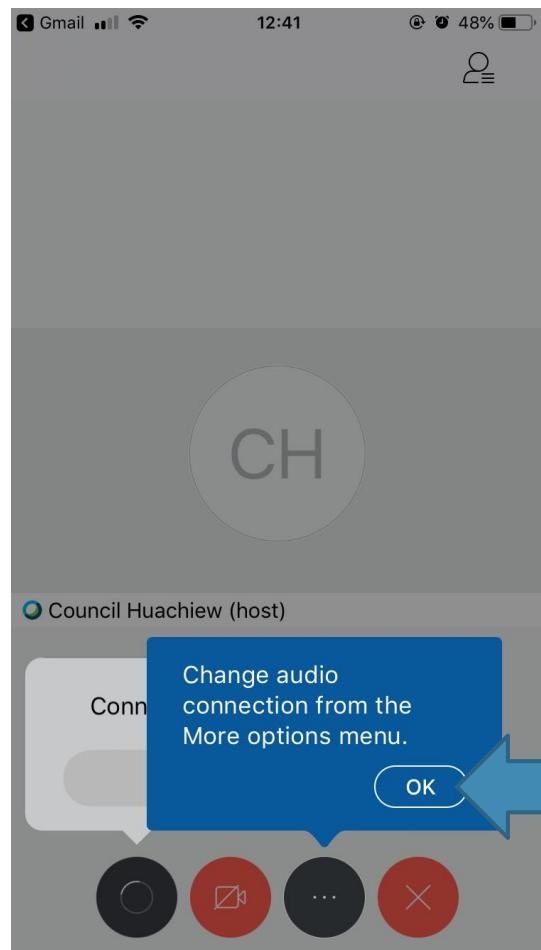 Gmail 12:41 48%
CH
Council Huachiew (host)
Change audio
connection from the
More options menu.
Conn
OK